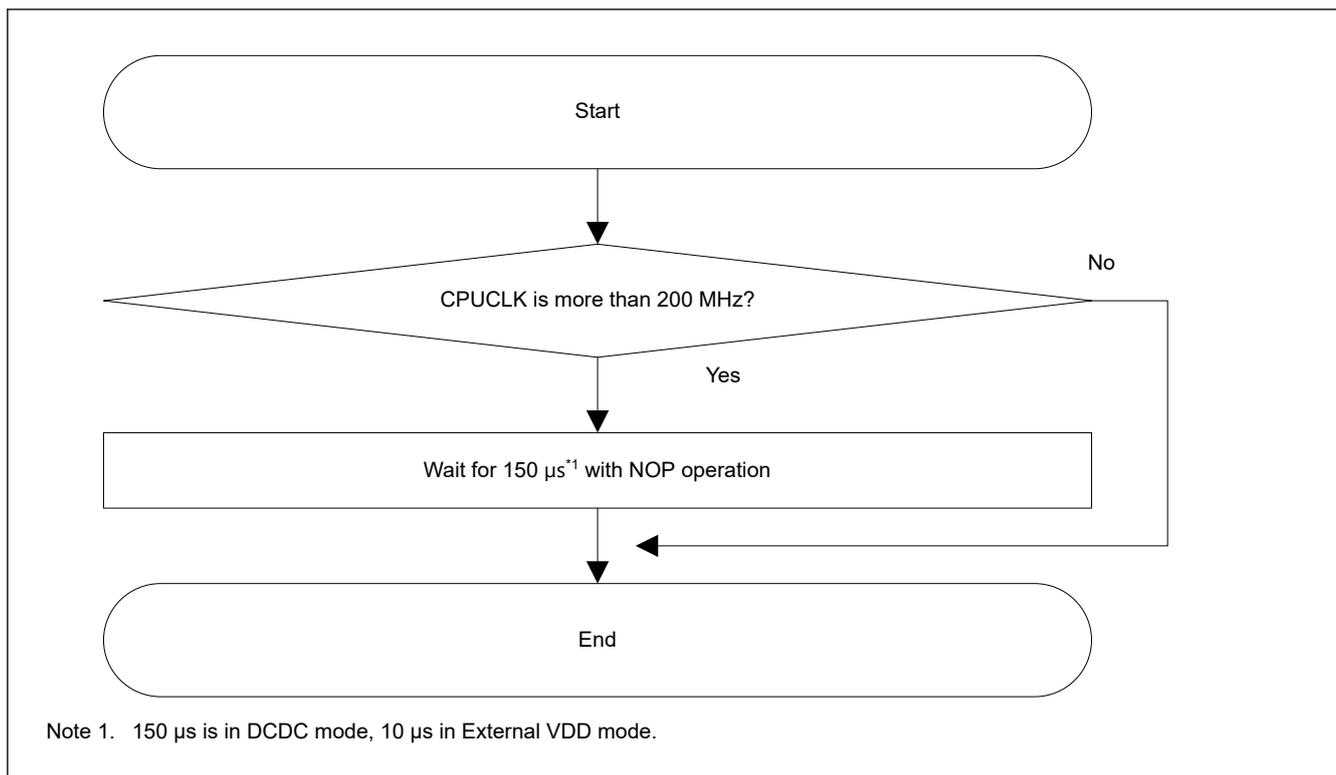 Start
CPUCLK is more than 200 MHz?
No
Yes
Wait for 150 µs*1 with NOP operation
End
Note 1. 150 µs is in DCDC mode, 10 µs in External VDD mode.